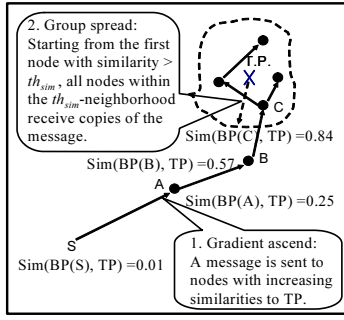 2. Group spread:
Starting from the first
node with similarity >
th_sim, all nodes within
the th_sim-neighborhood
receive copies of the
message.
T.P.
C
Sim(BP(C), TP) =0.84
B
Sim(BP(B), TP) =0.57
A
Sim(BP(A), TP) =0.25
S
Sim(BP(S), TP) =0.01
1. Gradient ascend:
A message is sent to
nodes with increasing
similarities to TP.